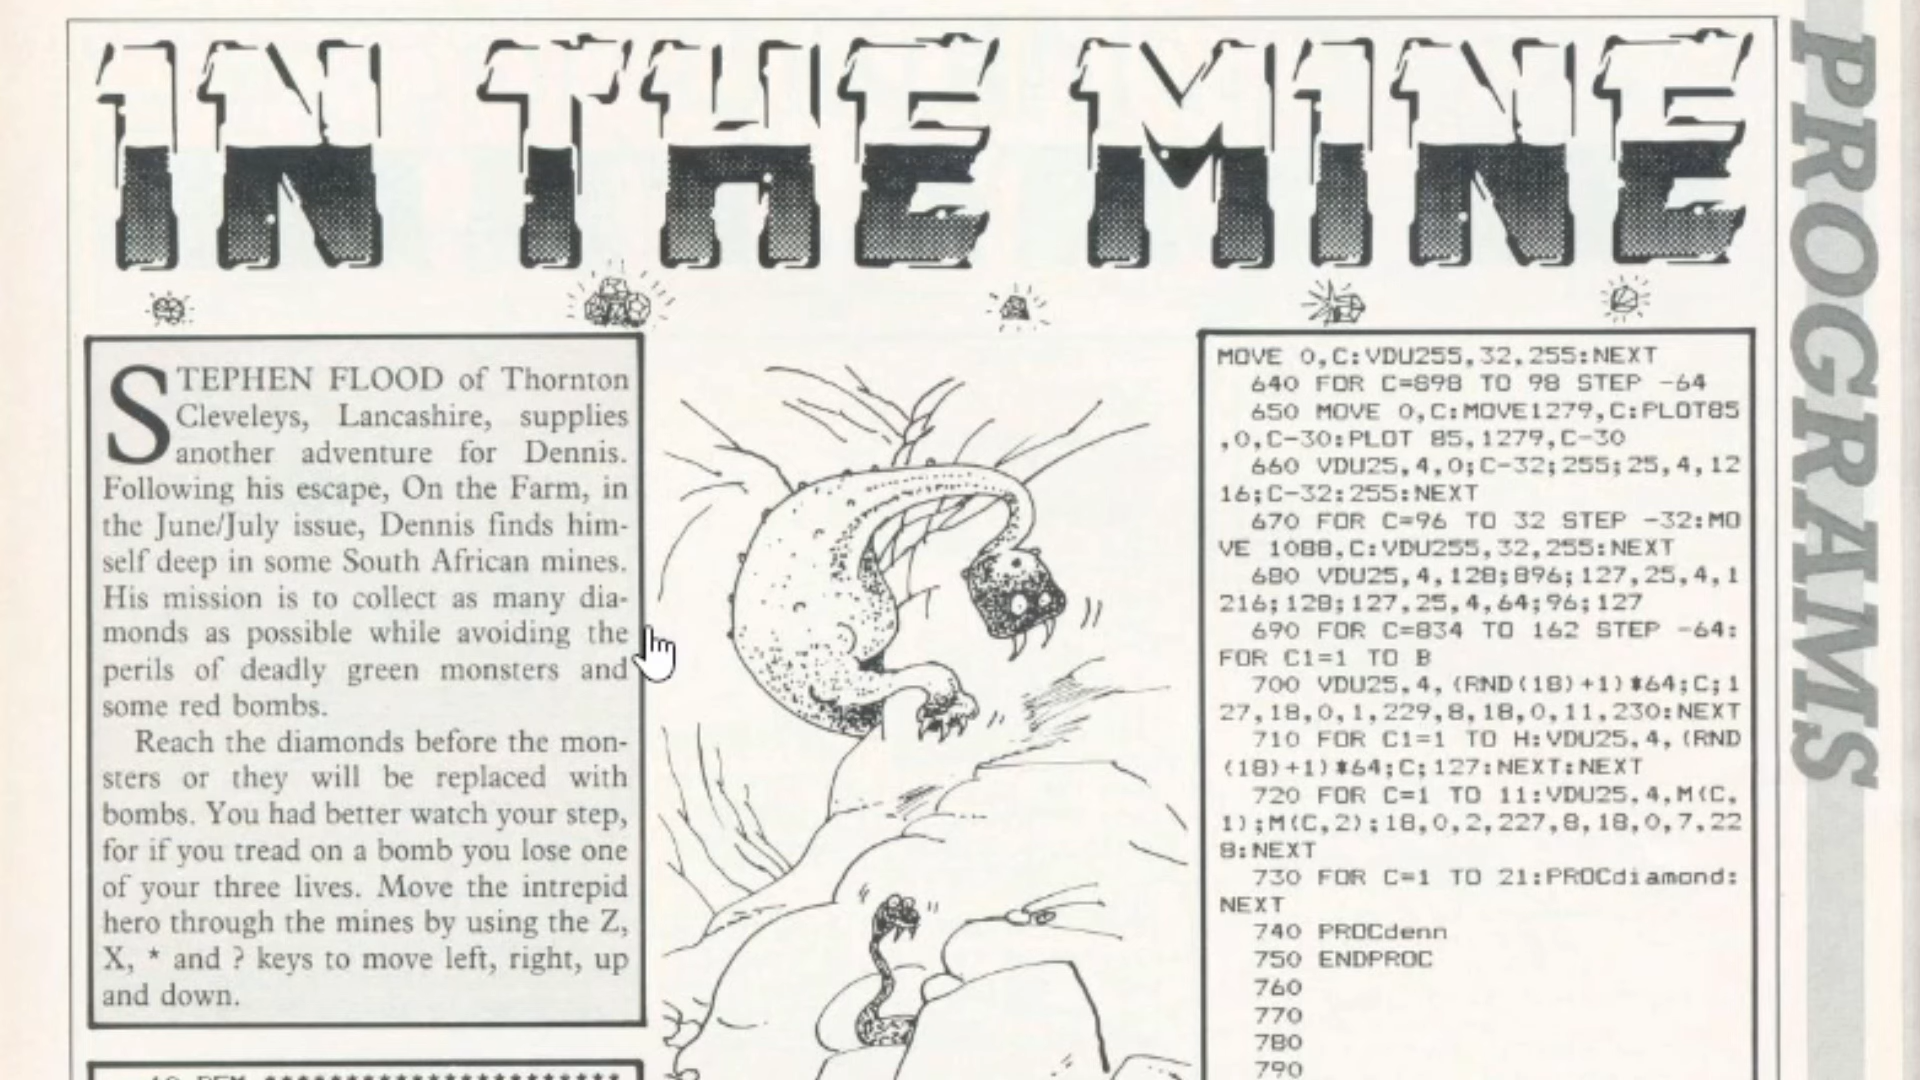 IN THE MINE
STEPHEN FLOOD of Thornton
Cleveleys, Lancashire, supplies
another adventure for Dennis.
Following his escape, On the Farm, in
the June/July issue, Dennis finds him-
self deep in some South African mines.
His mission is to collect as many dia-
monds as possible while avoiding the
perils of deadly green monsters and
some red bombs.
Reach the diamonds before the mon-
sters or they will be replaced with
bombs. You had better watch your step,
for if you tread on a bomb you lose one
of your three lives. Move the intrepid
hero through the mines by using the Z,
X, * and ? keys to move left, right, up
and down.
MOVE 0,C:VDU255,32,255:NEXT
640 FOR C=898 TO 98 STEP -64
650 MOVE 0,C:MOVE1279,C:PLOT85
,0,C-30:PLOT 85,1279,C-30
660 VDU25,4,0;C-32;255;25,4,12
16;C-32;255:NEXT
670 FOR C=96 TO 32 STEP -32:MO
VE 1088,C:VDU255,32,255:NEXT
680 VDU25,4,128;896;127,25,4,1
216;128;127,25,4,64;96;127
690 FOR C=834 TO 162 STEP -64:
FOR C1=1 TO B
700 VDU25,4,(RND(18)+1)*64;C;1
27,18,0,1,229,8,18,0,11,230:NEXT
710 FOR C1=1 TO H:VDU25,4,(RND
(18)+1)*64;C;127:NEXT:NEXT
720 FOR C=1 TO 11:VDU25,4,M(C,
1);M(C,2);18,0,2,227,8,18,0,7,22
8:NEXT
730 FOR C=1 TO 21:PROCdiamond:
NEXT
740 PROCdenn
750 ENDPROC
760
770
780
790
PROGRAMS